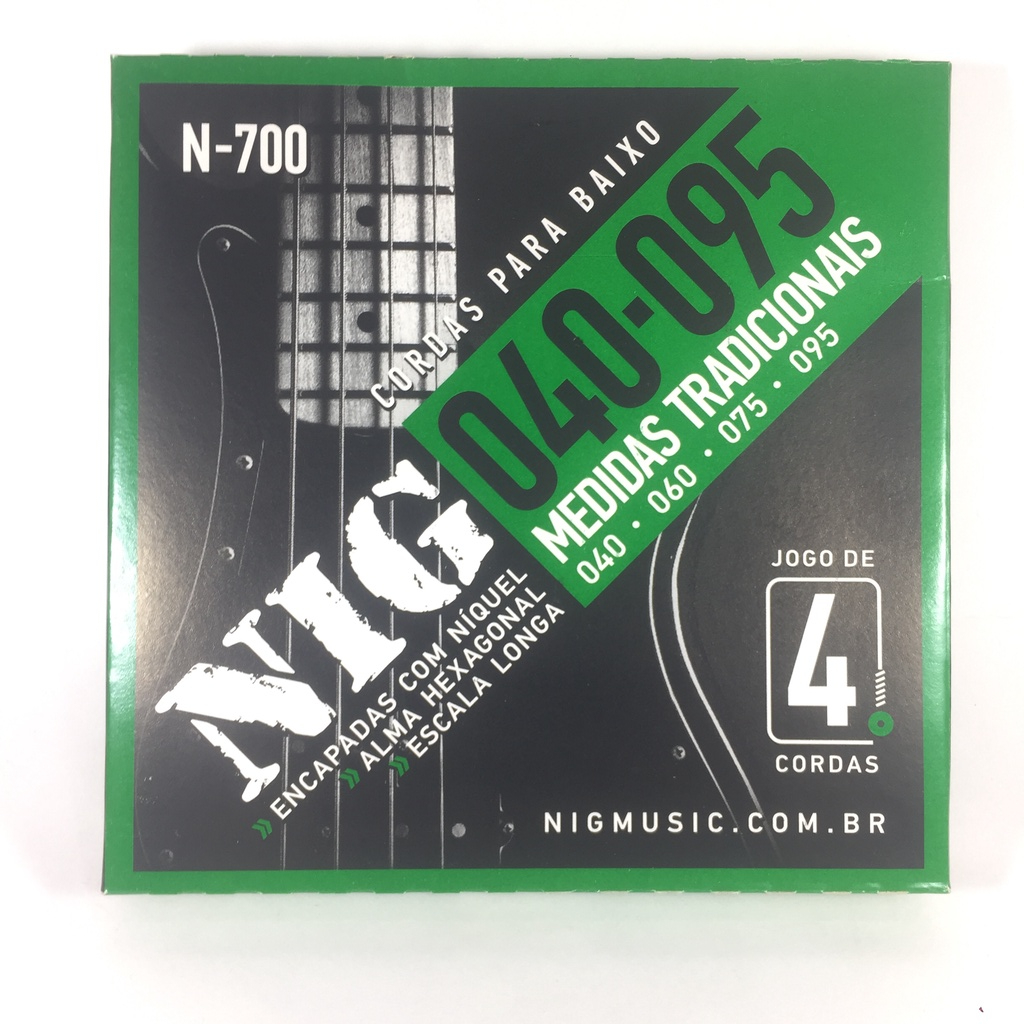 N-700
CORDAS PARA BAIXO
040-095
MEDIDAS TRADICIONAIS
040 • 060 • 075 • 095
NIG
» ENCAPADAS COM NÍQUEL
» ALMA HEXAGONAL
» ESCALA LONGA
JOGO DE
4
CORDAS
NIGMUSIC.COM.BR